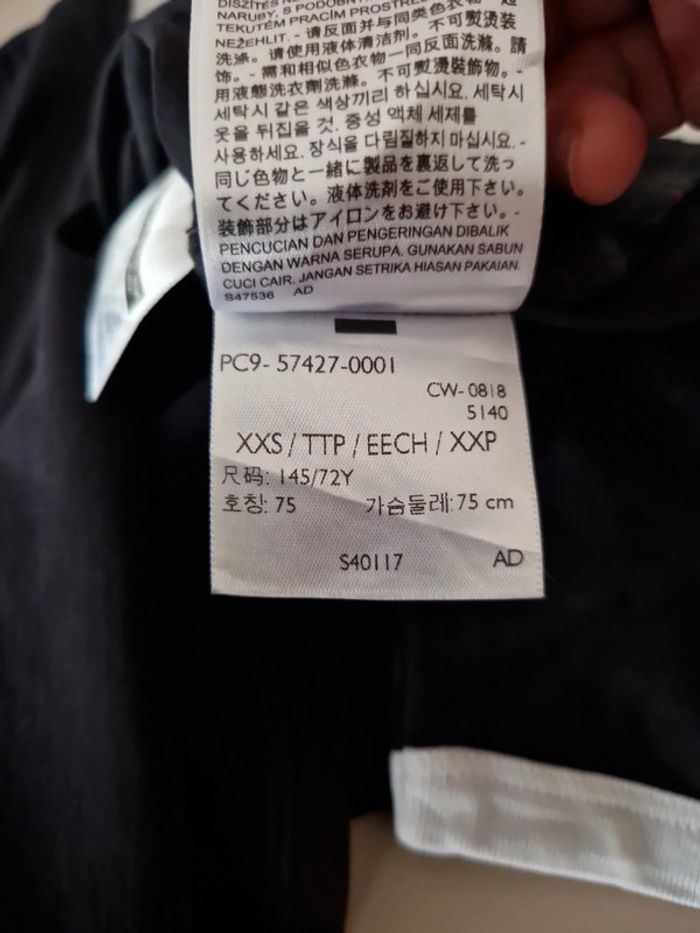 NARUBY, S PODOBN
TEKUTÉM PRACÍM PROSTŘE
NEŽEHLIT. - 请反面并与同类色衣物一
洗涤。请使用液体清洁剂。不可熨烫装
饰。- 需和相似色衣物一同反面洗滌。請
用液態洗衣劑洗滌。不可熨燙裝飾物。-
세탁시 같은 색상끼리 하십시요. 세탁시
옷을 뒤집을 것. 중성 액체 세제를
사용하세요. 장식을 다림질하지 마십시요. -
同じ色物と一緒に製品を裏返して洗っ
てください。液体洗剤をご使用下さい。
装飾部分はアイロンをお避け下さい。-
PENCUCIAN DAN PENGERINGAN DIBALIK
DENGAN WARNA SERUPA. GUNAKAN SABUN
CUCI CAIR. JANGAN SETRIKA HIASAN PAKAIAN.
S47536 AD
PC9- 57427-0001
CW-0818
5140
XXS / TTP / EECH / XXP
尺码: 145/72Y
호칭: 75 가슴둘레: 75 cm
S40117 AD